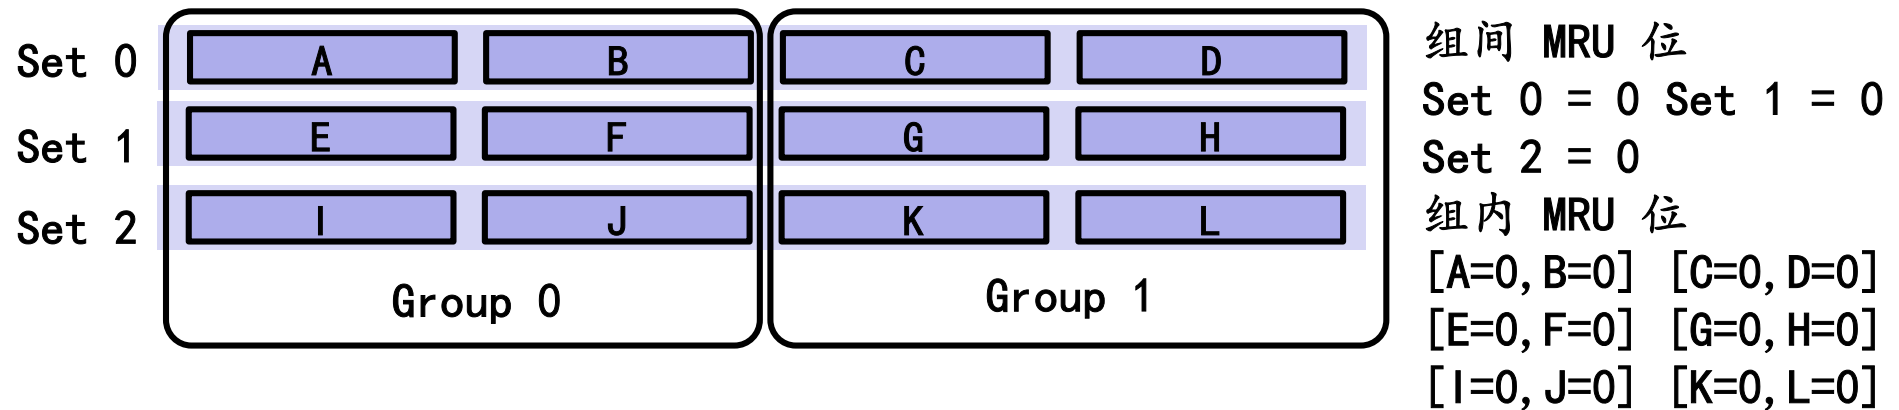 Set 0 A B C D
Set 1 E F G H
Set 2 I J K L
Group 0 Group 1
组间 MRU 位
Set 0 = 0 Set 1 = 0
Set 2 = 0
组内 MRU 位
[A=0,B=0] [C=0,D=0]
[E=0,F=0] [G=0,H=0]
[I=0,J=0] [K=0,L=0]